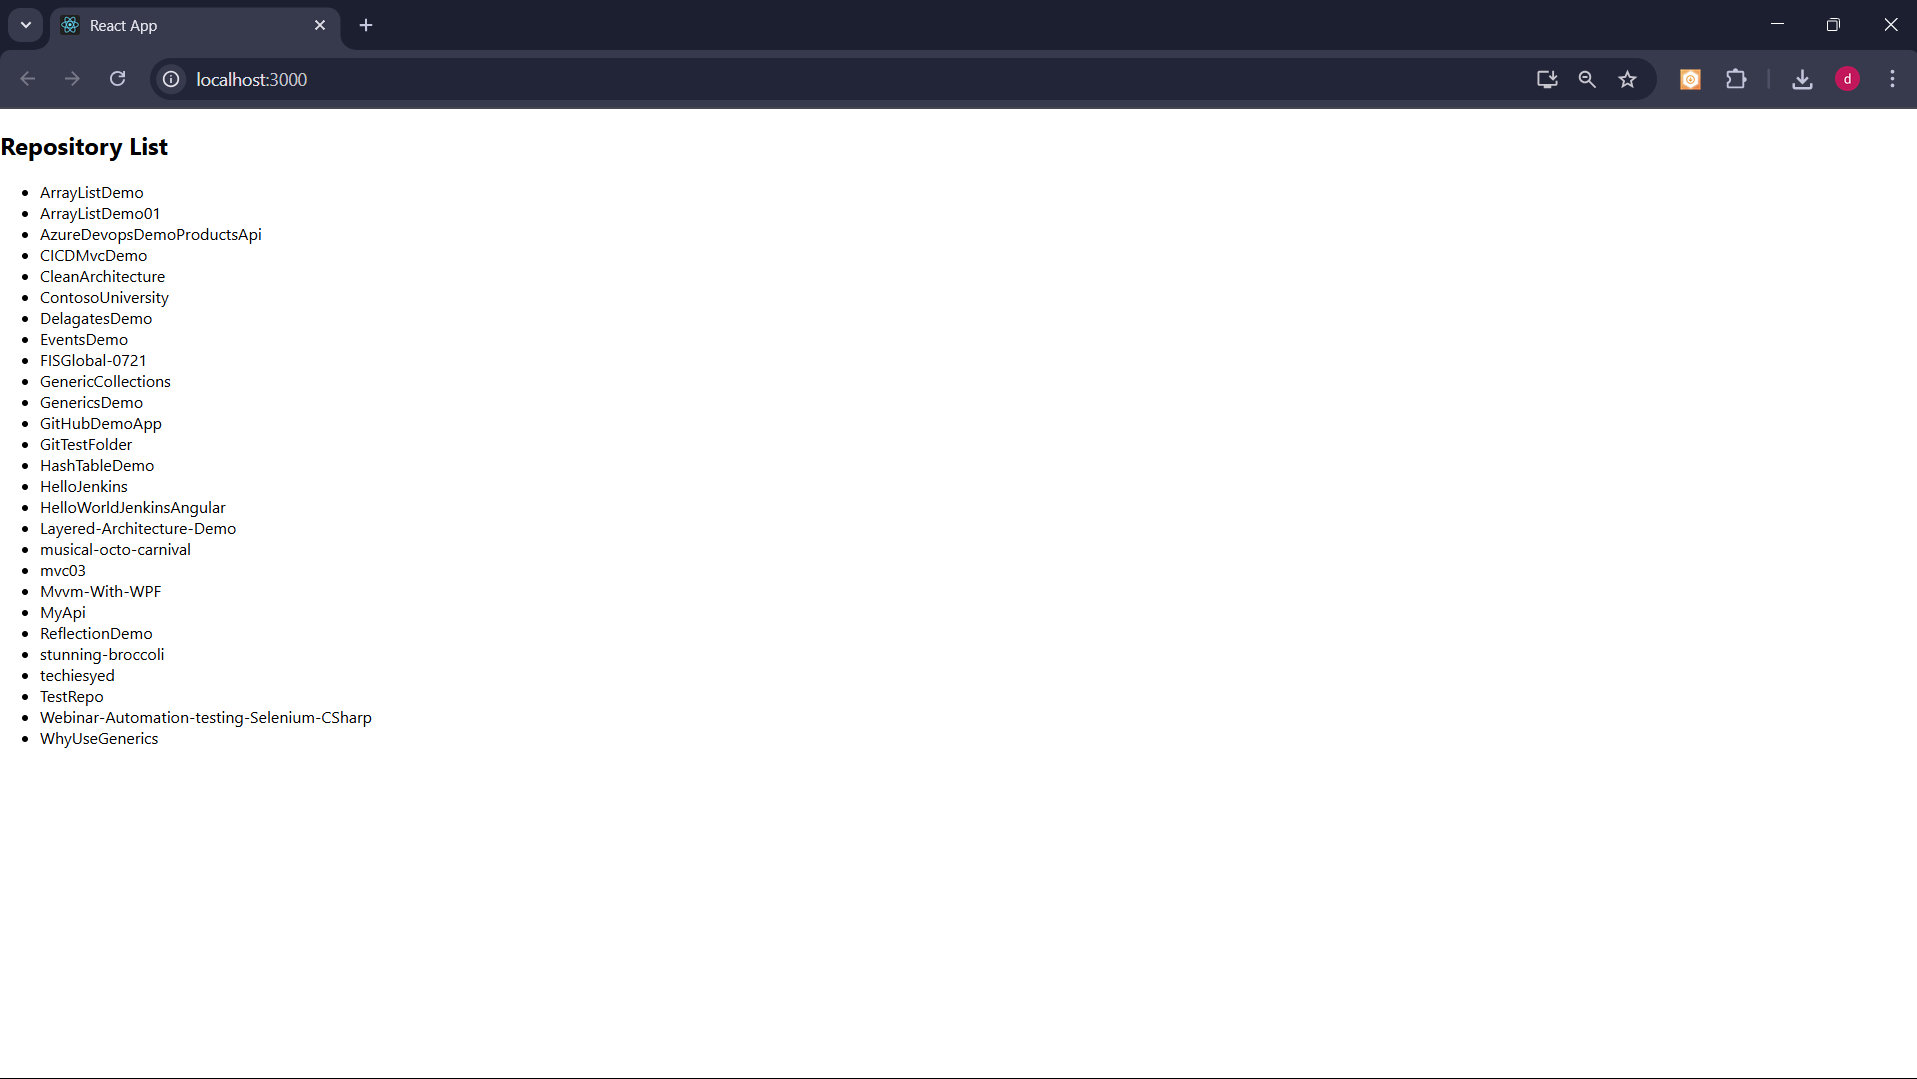 React App
localhost:3000
d
Repository List
ArrayListDemo
ArrayListDemo01
AzureDevopsDemoProductsApi
CICDMvcDemo
CleanArchitecture
ContosoUniversity
DelagatesDemo
EventsDemo
FISGlobal-0721
GenericCollections
GenericsDemo
GitHubDemoApp
GitTestFolder
HashTableDemo
HelloJenkins
HelloWorldJenkinsAngular
Layered-Architecture-Demo
musical-octo-carnival
mvc03
Mvvm-With-WPF
MyApi
ReflectionDemo
stunning-broccoli
techiesyed
TestRepo
Webinar-Automation-testing-Selenium-CSharp
WhyUseGenerics